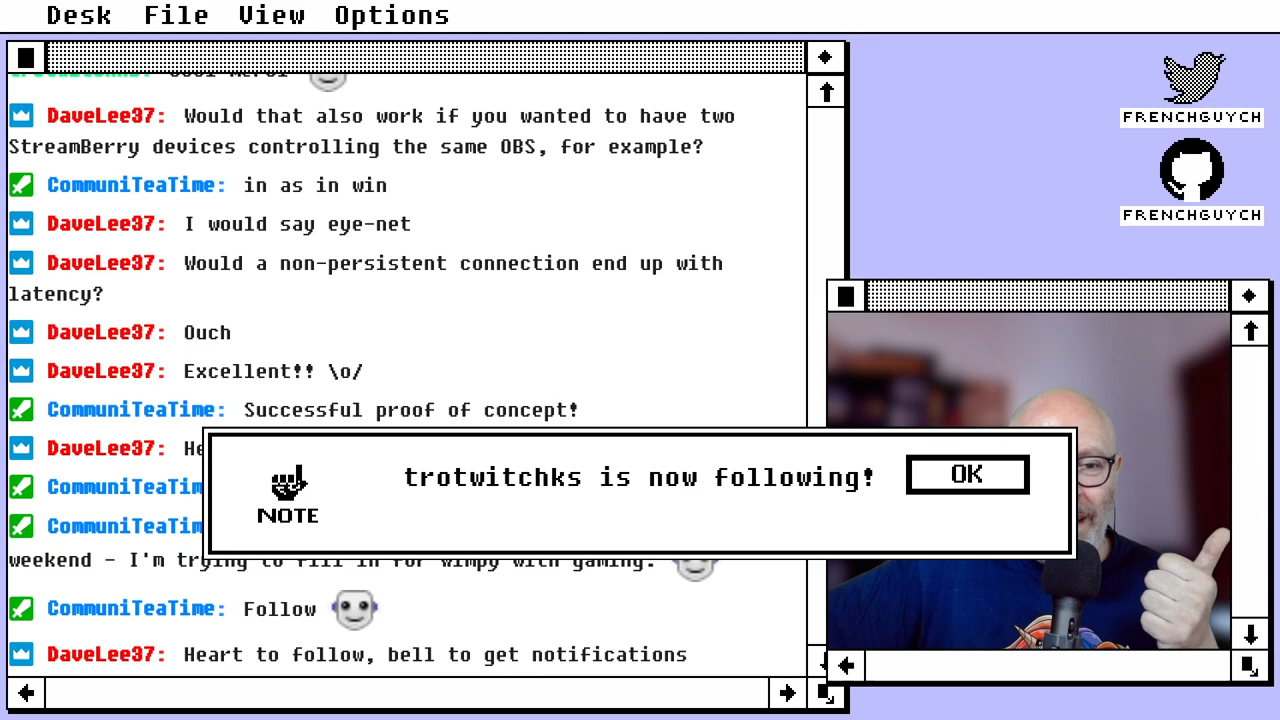 Desk File View Options
DaveLee37: Would that also work if you wanted to have two
StreamBerry devices controlling the same OBS, for example?
CommuniTeaTime: in as in win
DaveLee37: I would say eye-net
DaveLee37: Would a non-persistent connection end up with
latency?
DaveLee37: Ouch
DaveLee37: Excellent!! \o/
CommuniTeaTime: Successful proof of concept!
DaveLee37: He
CommuniTeaTim
CommuniTeaTim
weekend - I'm trying to fill in for wimpy with gaming.
CommuniTeaTime: Follow
DaveLee37: Heart to follow, bell to get notifications
trotwitchks is now following!
OK
NOTE
FRENCHGUYCH
FRENCHGUYCH